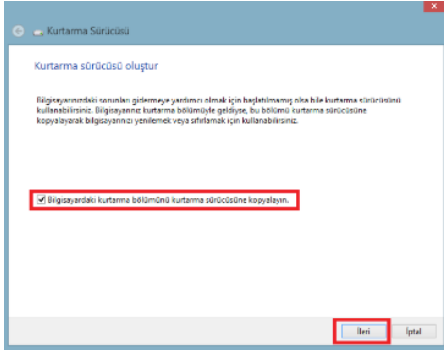 Kurtarma Sürücüsü
Kurtarma sürücüsü oluştur
Bilgisayarınızdaki sorunları gidermeye yardımcı olmak için başlatılmamış olsa bile kurtarma sürücüsünü
kullanabilirsiniz. Bilgisayarınız kurtarma bölümüyle geldiyse, bu bölümü kurtarma sürücüsüne
kopyalayarak bilgisayarınızı yenilemek veya sıfırlamak için kullanabilirsiniz.
Bilgisayardaki kurtarma bölümünü kurtarma sürücüsüne kopyalayın.
İleri
İptal